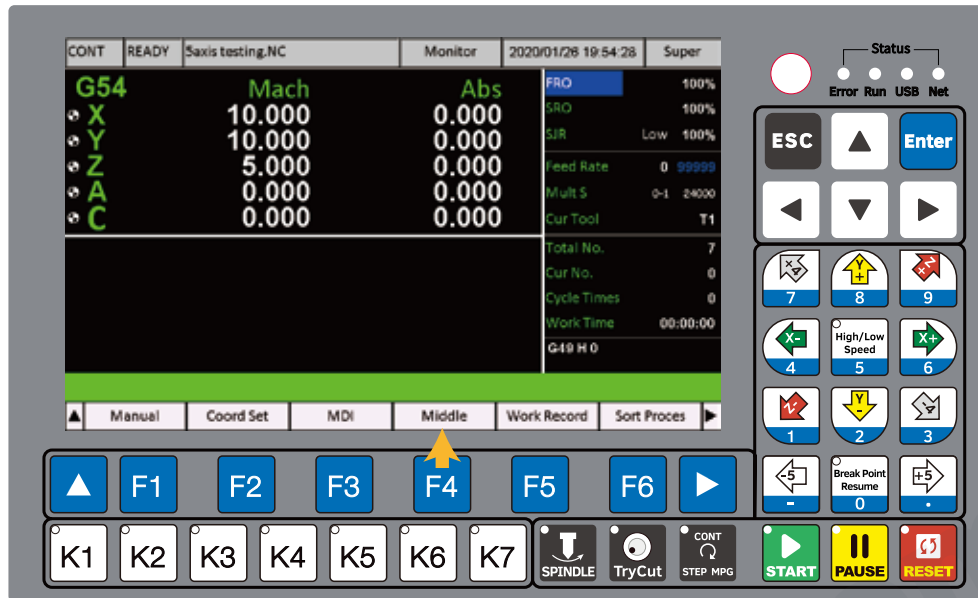 CONT READY 5axis testing.NC Monitor 2020/01/26 19:54:28 Super
G54 Mach Abs
X 10.000 0.000
Y 10.000 0.000
Z 5.000 0.000
A 0.000 0.000
C 0.000 0.000
FRO 100%
SRO 100%
SJR Low 100%
Feed Rate 0 99999
Mult S 0-1 24000
Cur Tool T1
Total No. 7
Cur No. 0
Cycle Times 0
Work Time 00:00:00
G49 H 0
Manual Coord Set MDI Middle Work Record Sort Proces
F1 F2 F3 F4 F5 F6
K1 K2 K3 K4 K5 K6 K7
SPINDLE
TryCut
CONT
STEP MPG
Status
Error Run USB Net
ESC Enter
7
Y+
8
Z
9
X-
4
High/Low
Speed
5
X+
6
Z-
1
Y-
2
3
-5
-
Break Point
Resume
0
+5
.
START PAUSE RESET